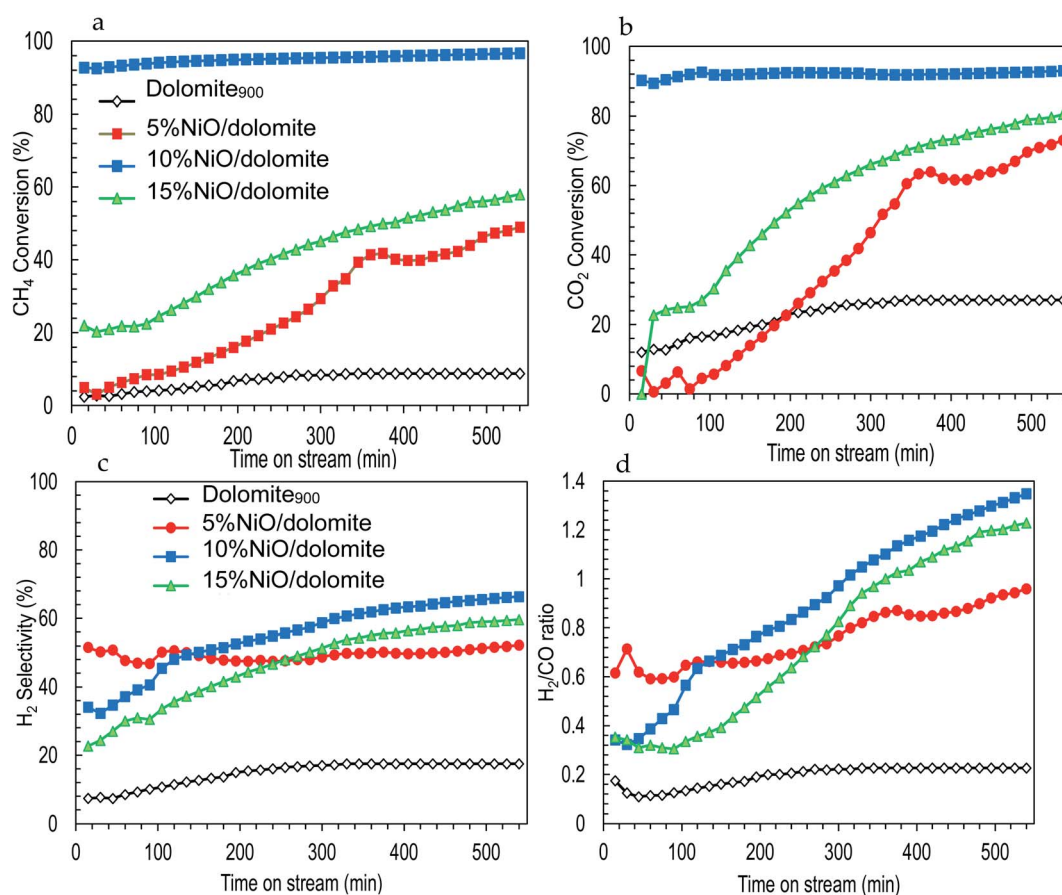 a
CH₄ Conversion (%)
100
80
60
40
20
0
Dolomite₉₀₀
5%NiO/dolomite
10%NiO/dolomite
15%NiO/dolomite
0 100 200 300 400 500
Time on stream (min)
b
CO₂ Conversion (%)
100
80
60
40
20
0
0 100 200 300 400 500
Time on stream (min)
c
H₂ Selectivity (%)
100
80
60
40
20
0
Dolomite₉₀₀
5%NiO/dolomite
10%NiO/dolomite
15%NiO/dolomite
0 100 200 300 400 500
Time on stream (min)
d
H₂/CO ratio
1.4
1.2
1
0.8
0.6
0.4
0.2
0
0 100 200 300 400 500
Time on stream (min)